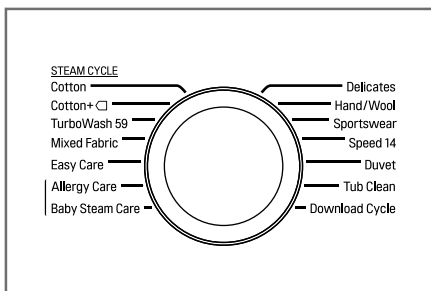 STEAM CYCLE
Cotton
Cotton+
TurboWash 59
Mixed Fabric
Easy Care
Allergy Care
Baby Steam Care
Delicates
Hand/Wool
Sportswear
Speed 14
Duvet
Tub Clean
Download Cycle